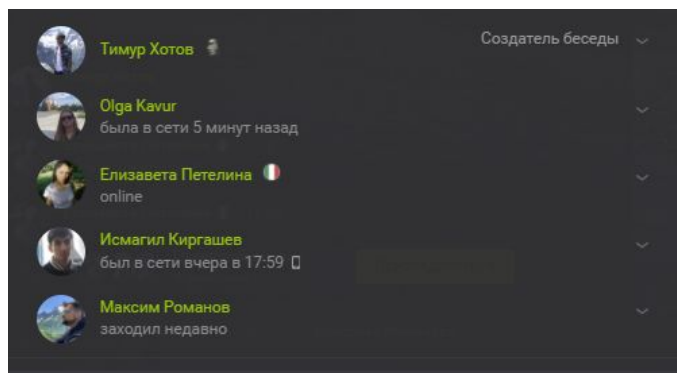 Тимур Хотов
Создатель беседы
Olga Kavur
была в сети 5 минут назад
Елизавета Петелина
online
Исмагил Киргашев
был в сети вчера в 17:59
Максим Романов
заходил недавно